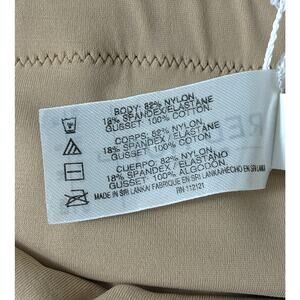 BODY: 82% NYLON,
18% SPANDEX/ELASTANE
GUSSET: 100% COTTON.
CORPS: 82% NYLON,
18% SPANDEX / ELASTANE
GUSSET: 100% COTON
CUERPO: 82% NYLON,
18% SPANDEX / ELASTANO
GUSSET: 100% ALGODÓN.
MADE IN SRI LANKA/ FABRIQUE EN SRI LANKA/HECHO EN SRI LANKA
RN 112121